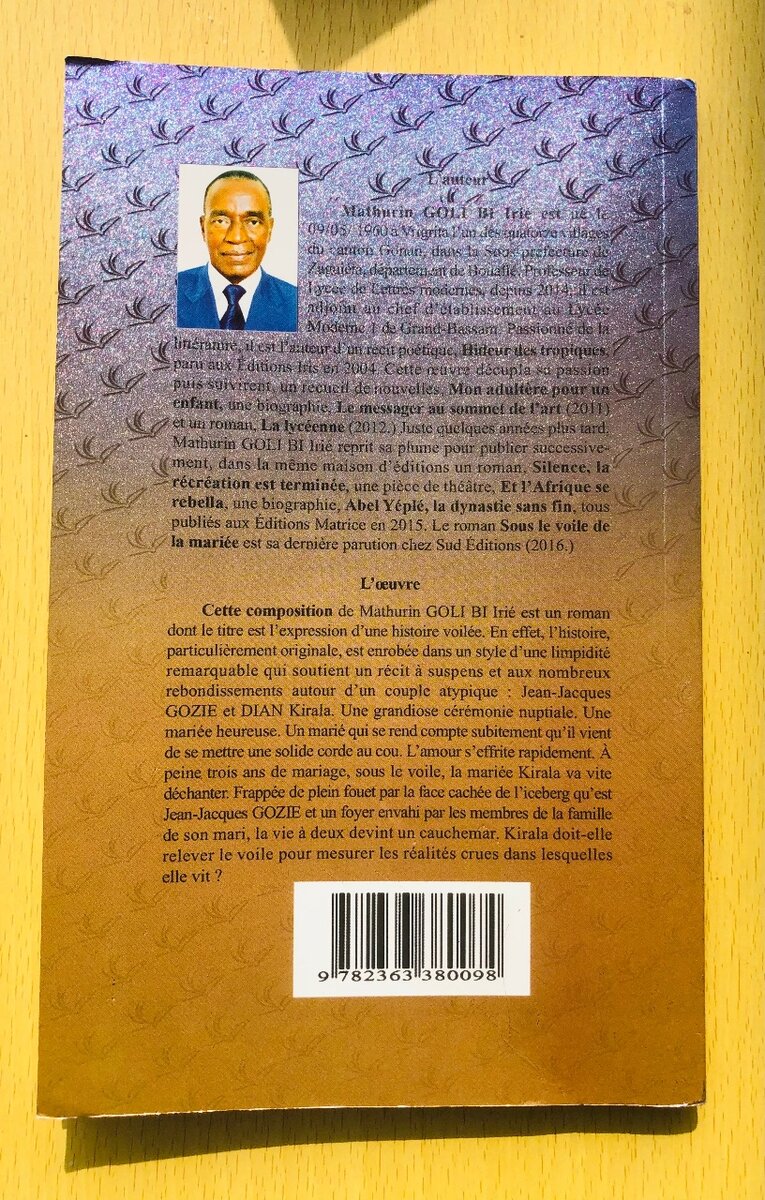 L'auteur
Mathurin GOLI Bi Irié est né le
09/05/ 1960 à Mugrita l'un des quatorze villages
du canton Gonan, dans la Sous-préfecture de
Zaguiéta, département de Bouaflé. Professeur de
Lycée de Lettres modernes, depuis 2014, il est
adjoint au chef d'établissement au Lycée
Moderne 1 de Grand-Bassam. Passionné de la
littérature, il est l'auteur d'un récit poétique, des tropiques,
paru aux Éditions Iris en 2004. Cette œuvre décupla sa passion
puis suivirent, un recueil de nouvelles, Mon adultère pour un
enfant, une biographie, Le messager au sommet de l'art (2011)
et un roman, La lycéenne (2012.) Juste quelques années plus tard,
Mathurin GOLI BI Irié reprit sa plume pour publier successive-
ment, dans la même maison d'éditions un roman, Silence, la
récréation est terminée, une pièce de théâtre, Et l'Afrique se
rebella, une biographie, Abel Yéplé, la dynastie sans fin, tous
publiés aux Éditions Matrice en 2015. Le roman Sous le voile de
la mariée est sa dernière parution chez Sud Éditions (2016.)
L'œuvre
Cette composition de Mathurin GOLI BI Irié est un roman
dont le titre est l'expression d'une histoire voilée. En effet, l'histoire,
particulièrement originale, est enrobée dans un style d'une limpidité
remarquable qui soutient un récit à suspens et aux nombreux
rebondissements autour d'un couple atypique : Jean-Jacques
GOZIE et DIAN Kirala. Une grandiose cérémonie nuptiale. Une
mariée heureuse. Un marié qui se rend compte subitement qu'il vient
de se mettre une solide corde au cou. L'amour s'effrite rapidement. À
peine trois ans de mariage, sous le voile, la mariée Kirala va vite
déchanter. Frappée de plein fouet par la face cachée de l'iceberg qu'est
Jean-Jacques GOZIE et un foyer envahi par les membres de la famille
de son mari, la vie à deux devint un cauchemar. Kirala doit-elle
relever le voile pour mesurer les réalités crues dans lesquelles
elle vit ?
9 782363 380098